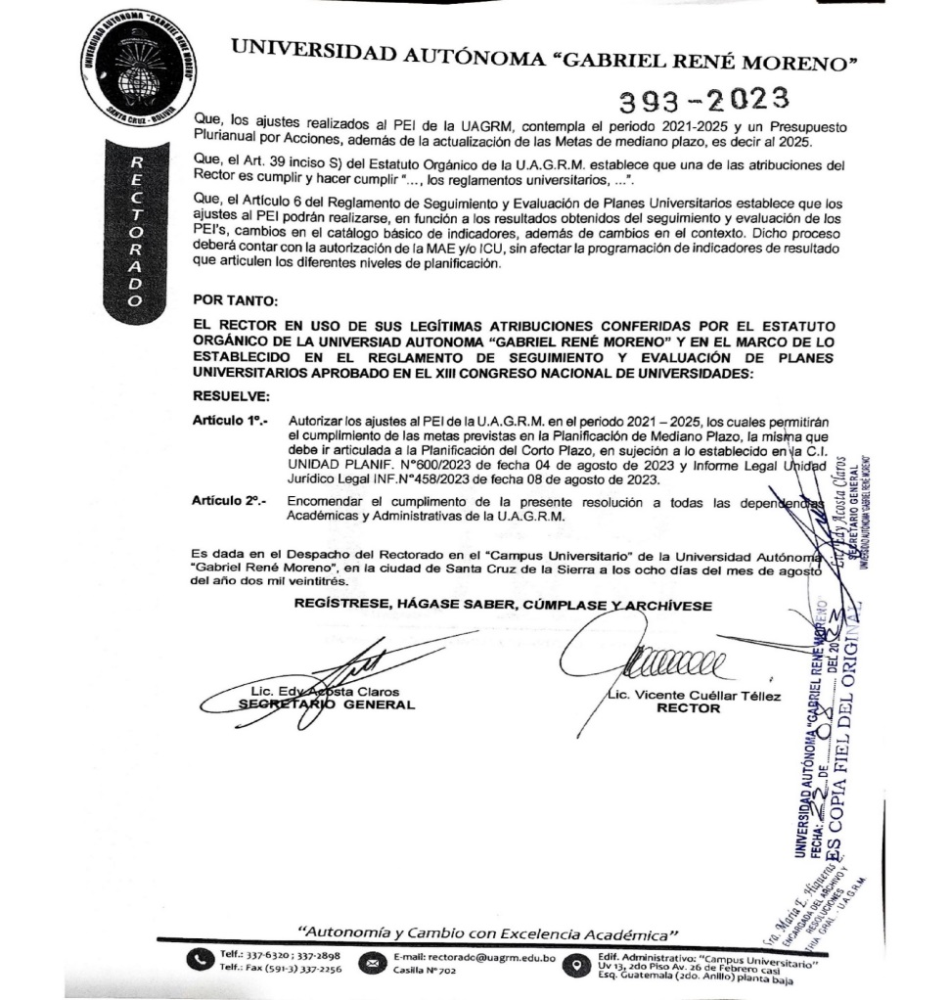 UNIVERSIDAD AUTONOMA "GABRIEL RENE MORENO"
SANTA CRUZ - BOLIVIA
UNIVERSIDAD AUTÓNOMA "GABRIEL RENÉ MORENO"
393-2023
RECTORADO
Que, los ajustes realizados al PEI de la UAGRM, contempla el periodo 2021-2025 y un Presupuesto
Plurianual por Acciones, además de la actualización de las Metas de mediano plazo, es decir al 2025.
Que, el Art. 39 inciso S) del Estatuto Orgánico de la U.A.G.R.M. establece que una de las atribuciones del
Rector es cumplir y hacer cumplir "..., los reglamentos universitarios, ...".
Que, el Artículo 6 del Reglamento de Seguimiento y Evaluación de Planes Universitarios establece que los
ajustes al PEI podrán realizarse, en función a los resultados obtenidos del seguimiento y evaluación de los
PEI's, cambios en el catálogo básico de indicadores, además de cambios en el contexto. Dicho proceso
deberá contar con la autorización de la MAE y/o ICU, sin afectar la programación de indicadores de resultado
que articulen los diferentes niveles de planificación.
POR TANTO:
EL RECTOR EN USO DE SUS LEGÍTIMAS ATRIBUCIONES CONFERIDAS POR EL ESTATUTO
ORGÁNICO DE LA UNIVERSIAD AUTONOMA "GABRIEL RENÉ MORENO" Y EN EL MARCO DE LO
ESTABLECIDO EN EL REGLAMENTO DE SEGUIMIENTO Y EVALUACIÓN DE PLANES
UNIVERSITARIOS APROBADO EN EL XIII CONGRESO NACIONAL DE UNIVERSIDADES:
RESUELVE:
Artículo 1º.- Autorizar los ajustes al PEI de la U.A.G.R.M. en el periodo 2021 – 2025, los cuales permitirán
el cumplimiento de las metas previstas en la Planificación de Mediano Plazo, la misma que
debe ir articulada a la Planificación del Corto Plazo, en sujeción a lo establecido en la C.I.
UNIDAD PLANIF. N°600/2023 de fecha 04 de agosto de 2023 y Informe Legal Unidad
Jurídico Legal INF.N°458/2023 de fecha 08 de agosto de 2023.
Artículo 2º.- Encomendar el cumplimento de la presente resolución a todas las dependencias
Académicas y Administrativas de la U.A.G.R.M.
Es dada en el Despacho del Rectorado en el "Campus Universitario" de la Universidad Autónoma
"Gabriel René Moreno", en la ciudad de Santa Cruz de la Sierra a los ocho días del mes de agosto
del año dos mil veintitrés.
REGÍSTRESE, HÁGASE SABER, CÚMPLASE Y ARCHÍVESE
Lic. Edy Acosta Claros
SECRETARIO GENERAL
Lic. Vicente Cuéllar Téllez
RECTOR
Lic. Edy Acosta Claros
SECRETARIO GENERAL
UNIVERSIDAD AUTONOMA "GABRIEL RENE MORENO"
UNIVERSIDAD AUTÓNOMA "GABRIEL RENE MORENO"
FECHA: 22 DE 08 DEL 2023
ES COPIA FIEL DEL ORIGINAL
Sra. María E. Higueras
ENCARGADA DEL ARCHIVO Y
RESOLUCIONES
GRAL. - U.A.G.R.M.
"Autonomía y Cambio con Excelencia Académica"
Telf.: 337-6320 ; 337-2898
Telf.: Fax (591-3) 337-2256
E-mail: rectorado@uagrm.edu.bo
Casilla N° 702
Edif. Administrativo: "Campus Universitario"
Uv 13, 2do Piso Av. 26 de Febrero casi
Esq. Guatemala (2do. Anillo) planta baja